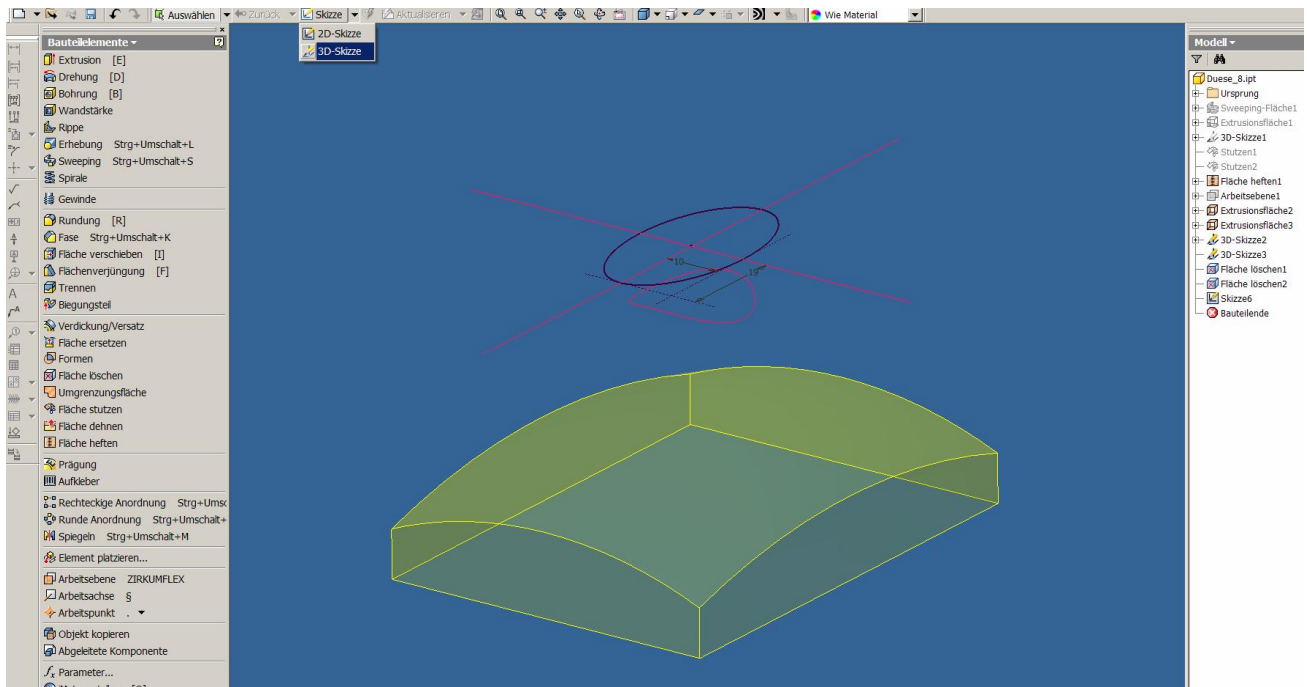 Auswählen Zurück Skizze Aktualisieren Wie Material
2D-Skizze
3D-Skizze
Bauteilelemente
Extrusion [E]
Drehung [D]
Bohrung [B]
Wandstärke
Rippe
Erhebung Strg+Umschalt+L
Sweeping Strg+Umschalt+S
Spirale
Gewinde
Rundung [R]
Fase Strg+Umschalt+K
Fläche verschieben [I]
Flächenverjüngung [F]
Trennen
Biegungsteil
Verdickung/Versatz
Fläche ersetzen
Formen
Fläche löschen
Umgrenzungsfläche
Fläche stutzen
Fläche dehnen
Fläche heften
Prägung
Aufkleber
Rechteckige Anordnung Strg+Umsc
Runde Anordnung Strg+Umschalt+
Spiegeln Strg+Umschalt+M
Element platzieren...
Arbeitsebene ZIRKUMFLEX
Arbeitsachse §
Arbeitspunkt .
Objekt kopieren
Abgeleitete Komponente
fx Parameter...
10
19
Modell
Duese_8.ipt
Ursprung
Sweeping-Fläche1
Extrusionsfläche1
3D-Skizze1
Stutzen1
Stutzen2
Fläche heften1
Arbeitsebene1
Extrusionsfläche2
Extrusionsfläche3
3D-Skizze2
3D-Skizze3
Fläche löschen1
Fläche löschen2
Skizze6
Bauteilende